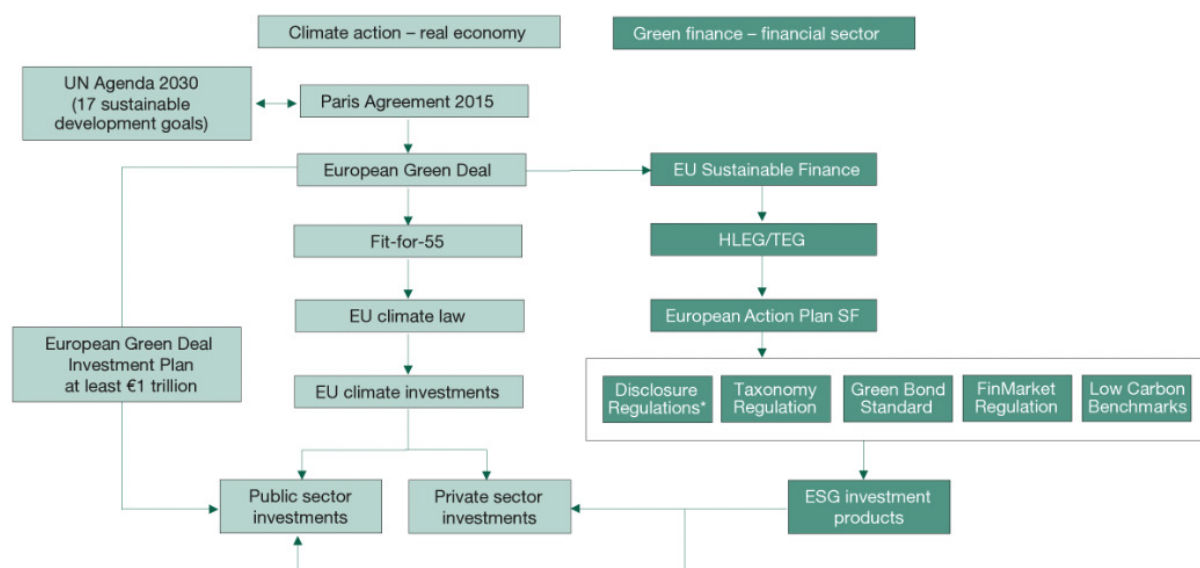 Climate action – real economy
Green finance – financial sector
UN Agenda 2030
(17 sustainable
development goals)
Paris Agreement 2015
European Green Deal
EU Sustainable Finance
Fit-for-55
HLEG/TEG
EU climate law
European Action Plan SF
European Green Deal
Investment Plan
at least €1 trillion
EU climate investments
Disclosure
Regulations*
Taxonomy
Regulation
Green Bond
Standard
FinMarket
Regulation
Low Carbon
Benchmarks
Public sector
investments
Private sector
investments
ESG investment
products